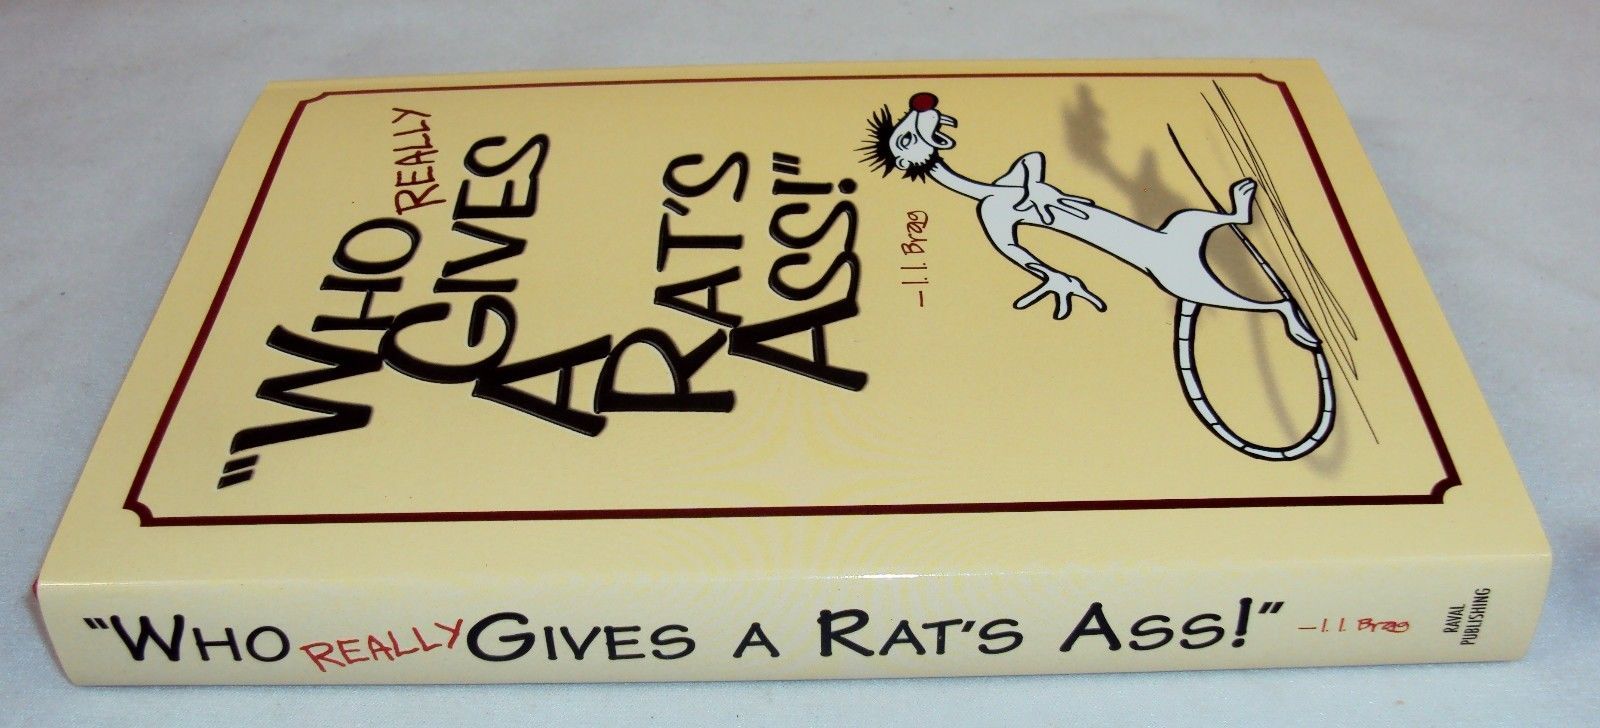 "WHO
REALLY
GIVES
A
RAT'S
ASS!"
—I. I. Brag
"WHO REALLY GIVES A RAT'S ASS!" —I. I. Brag
RAVAL
PUBLISHING